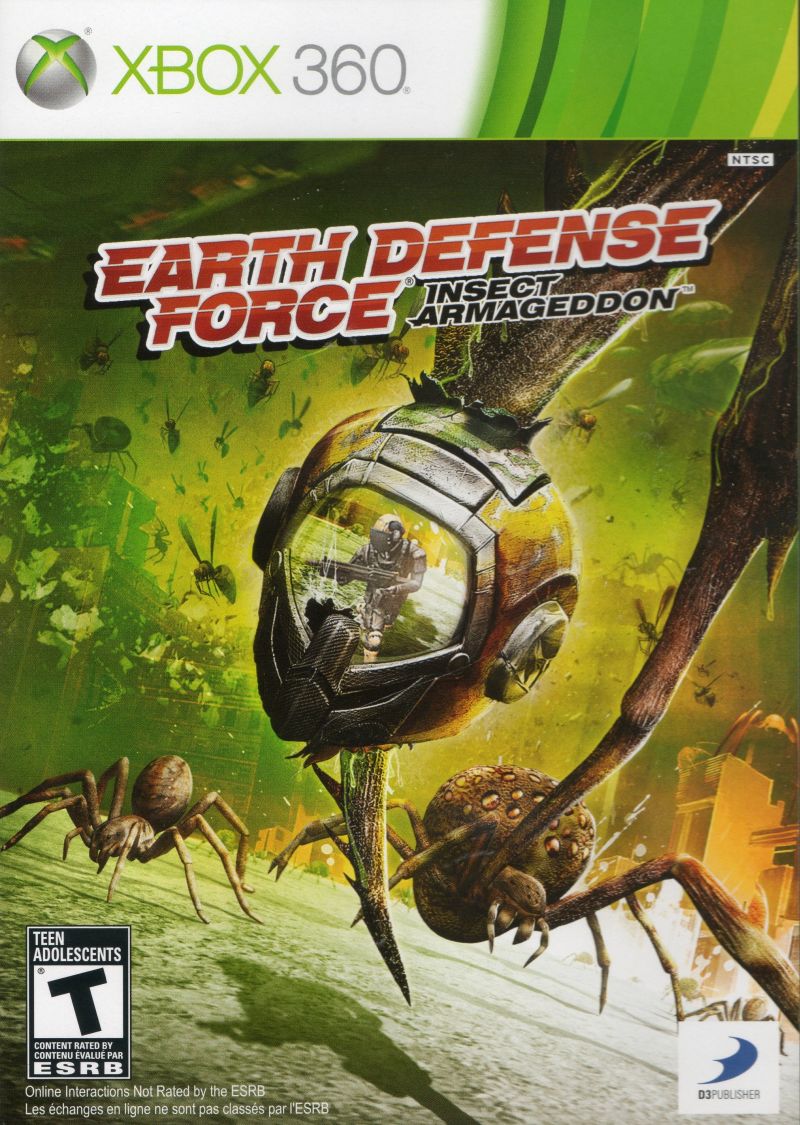 XBOX 360®
NTSC
EARTH DEFENSE
FORCE® INSECT
ARMAGEDDON™
TEEN
ADOLESCENTS
®
T
CONTENT RATED BY
CONTENU ÉVALUÉ PAR
ESRB
Online Interactions Not Rated by the ESRB
Les échanges en ligne ne sont pas classés par l'ESRB
D3PUBLISHER